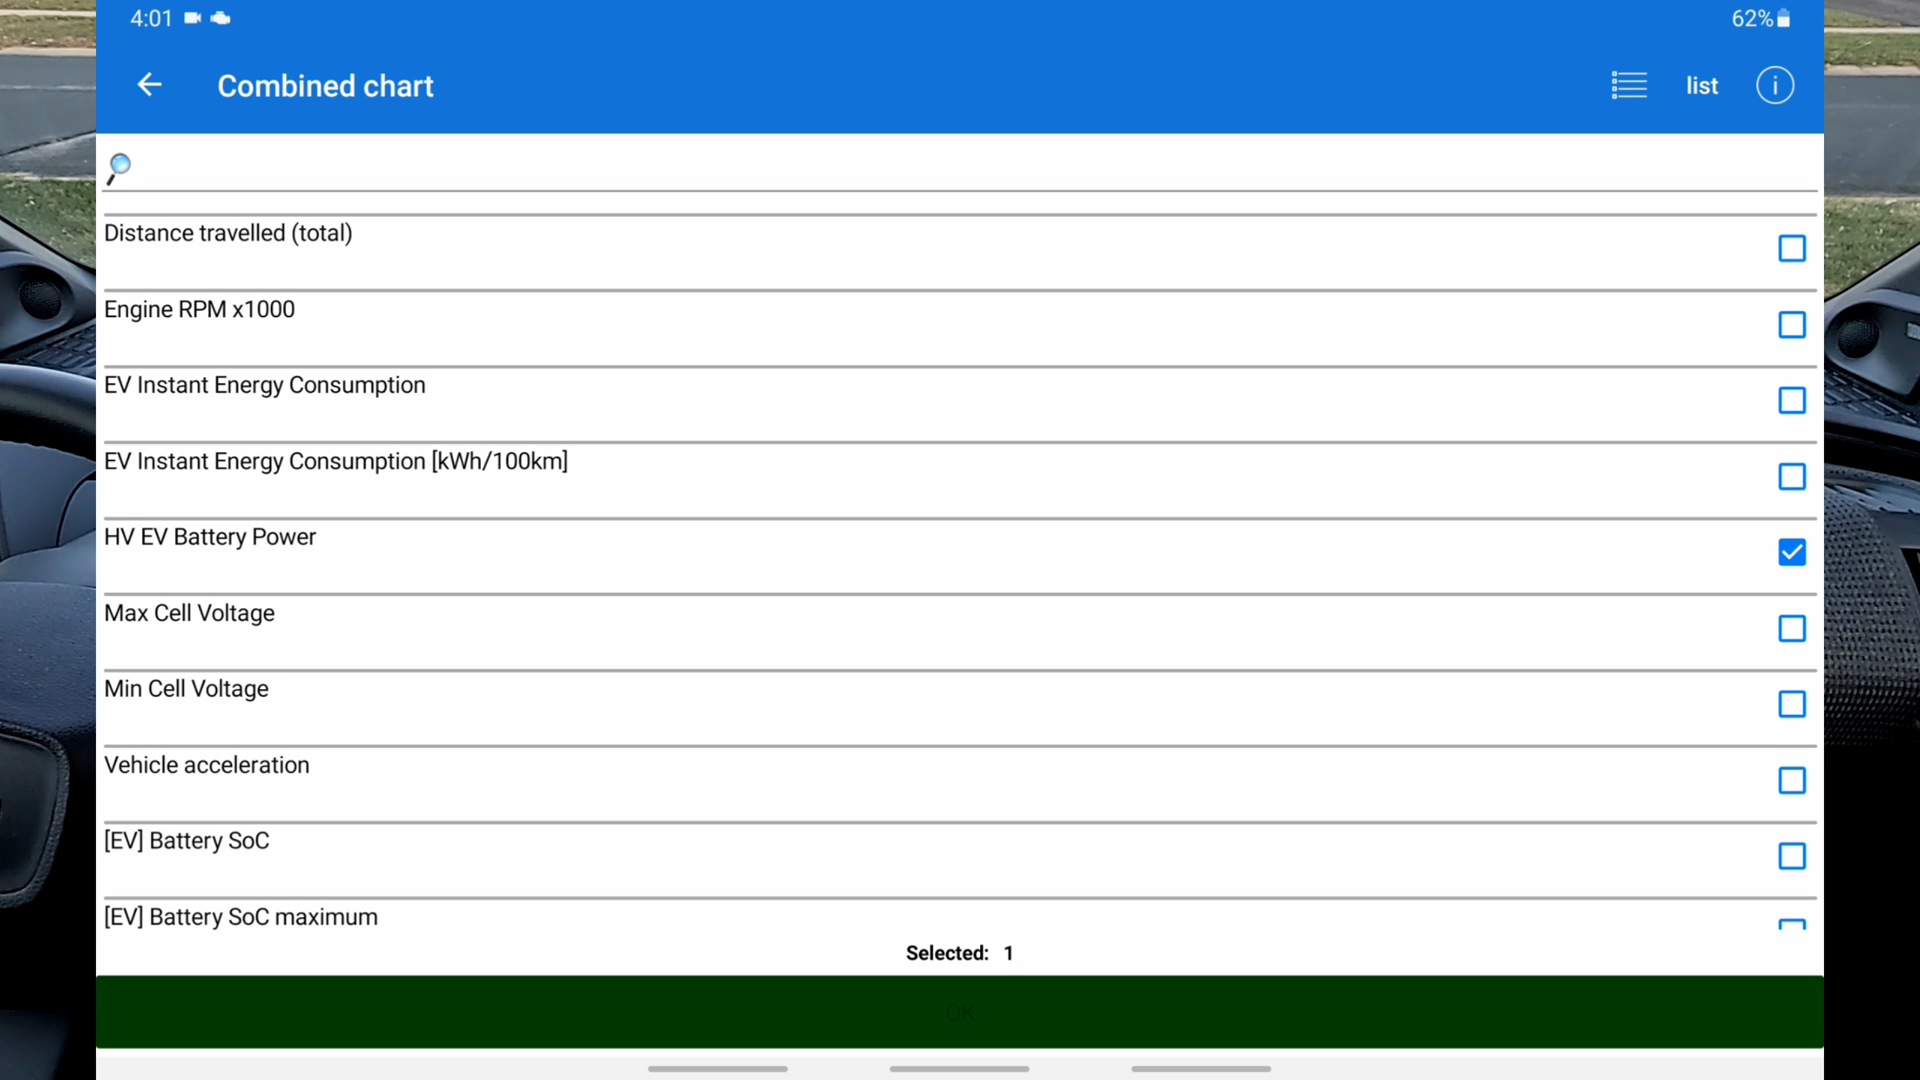 4:01
62%
Combined chart
list
Distance travelled (total)
Engine RPM x1000
EV Instant Energy Consumption
EV Instant Energy Consumption [kWh/100km]
HV EV Battery Power
Max Cell Voltage
Min Cell Voltage
Vehicle acceleration
[EV] Battery SoC
[EV] Battery SoC maximum
Selected: 1
OK